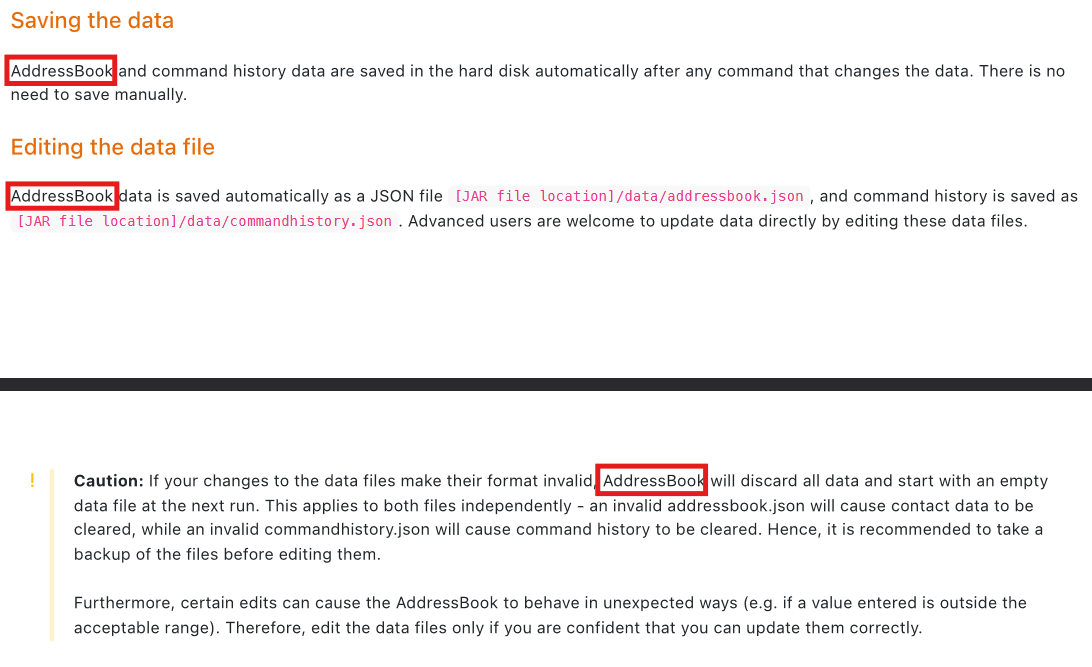 Saving the data
AddressBook and command history data are saved in the hard disk automatically after any command that changes the data. There is no
need to save manually.
Editing the data file
AddressBook data is saved automatically as a JSON file [JAR file location]/data/addressbook.json , and command history is saved as
[JAR file location]/data/commandhistory.json . Advanced users are welcome to update data directly by editing these data files.
! Caution: If your changes to the data files make their format invalid, AddressBook will discard all data and start with an empty
data file at the next run. This applies to both files independently - an invalid addressbook.json will cause contact data to be
cleared, while an invalid commandhistory.json will cause command history to be cleared. Hence, it is recommended to take a
backup of the files before editing them.
Furthermore, certain edits can cause the AddressBook to behave in unexpected ways (e.g. if a value entered is outside the
acceptable range). Therefore, edit the data files only if you are confident that you can update them correctly.